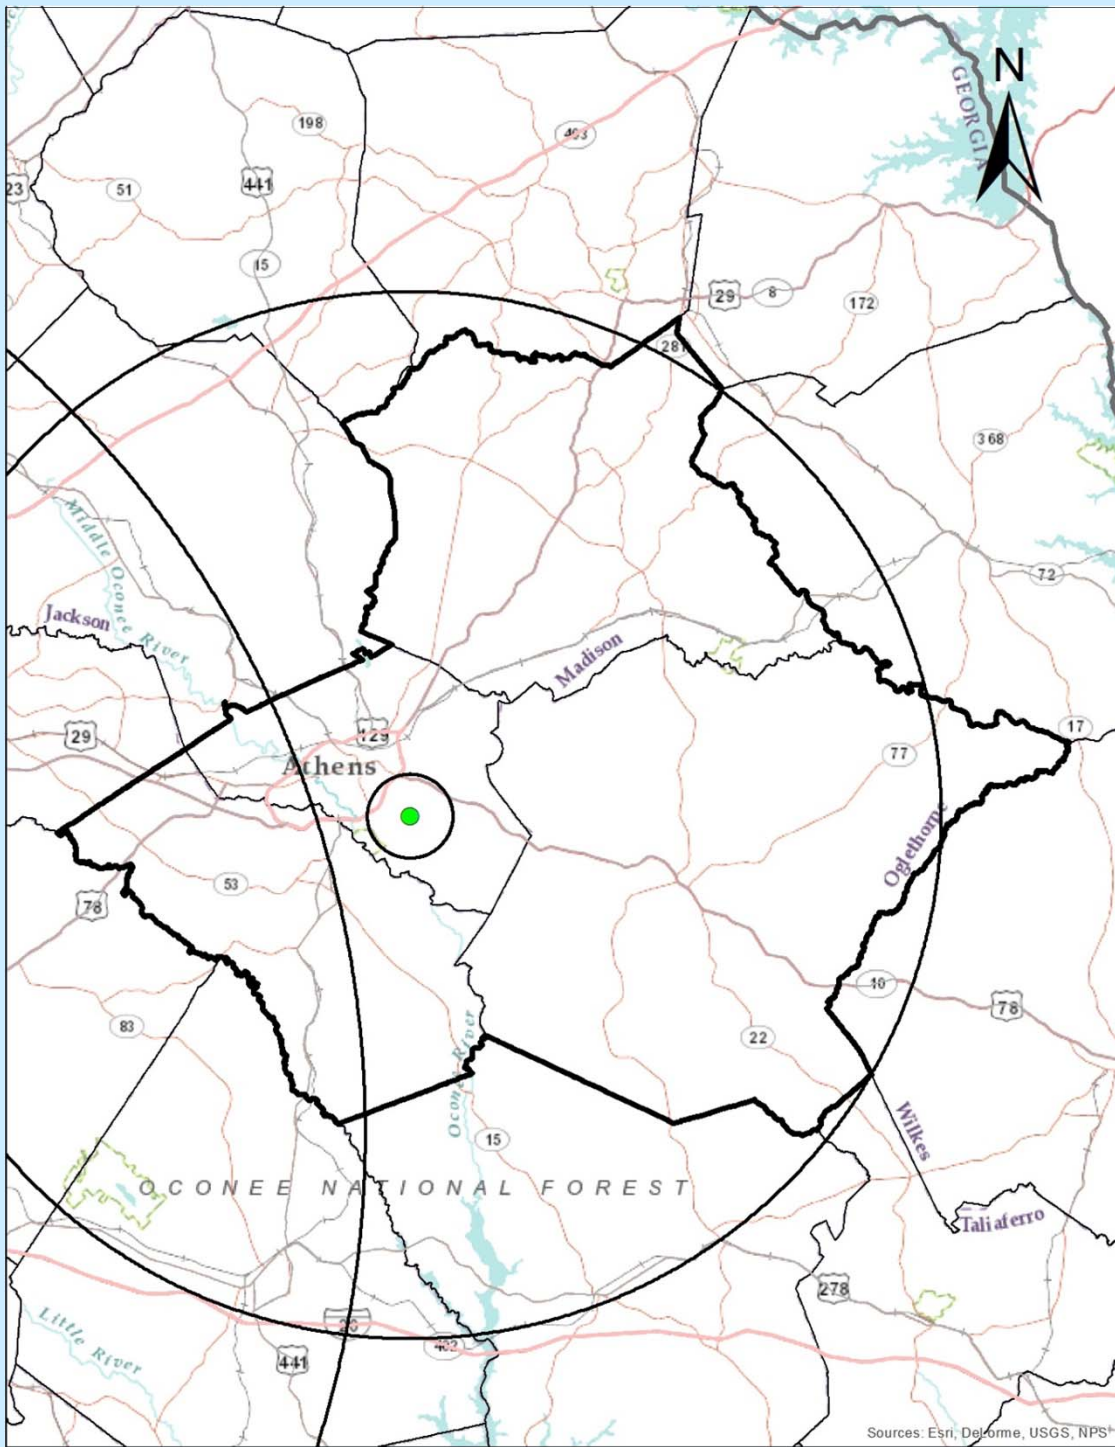 N
GEORGIA
198
403
23
51
441
15
29
8
172
281
368
Middle Oconee River
72
Jackson
Madison
17
29
129
77
Athens
Oglethorpe
53
78
10
78
83
22
Oconee River
Wilkes
15
OCONEE NATIONAL FOREST
Taliaferro
278
20
Little River
402
441
Sources: Esri, DeLorme, USGS, NPS